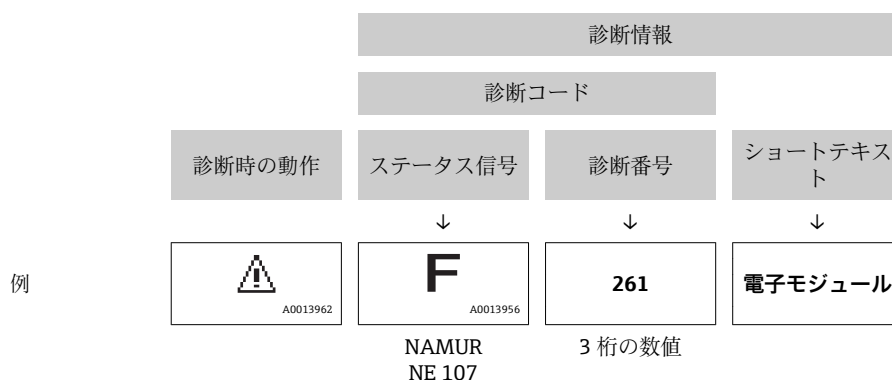 診断情報
診断コード
診断時の動作
ステータス信号
診断番号
ショートテキス
ト
↓
↓
↓
例
A0013962
F
A0013956
261
電子モジュール
NAMUR
NE 107
3 桁の数値